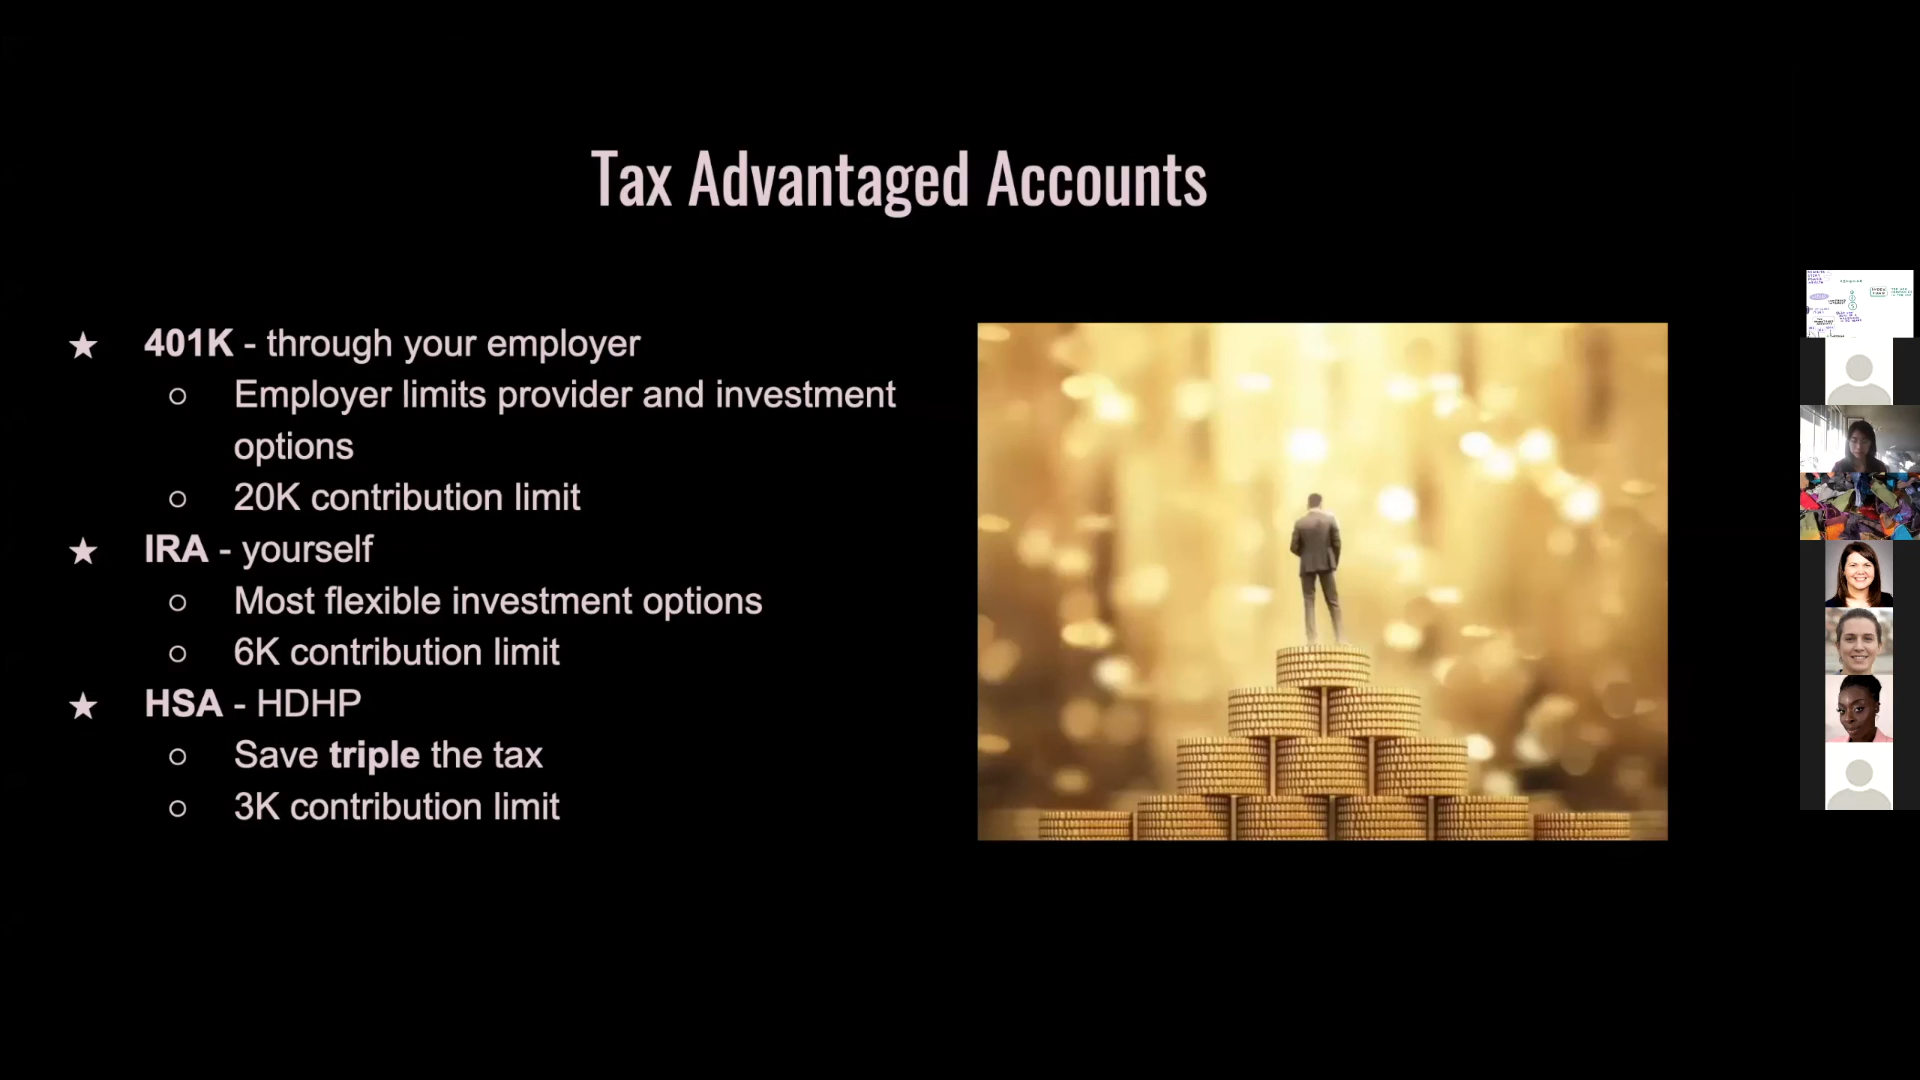 Tax Advantaged Accounts
★ 401K - through your employer
○ Employer limits provider and investment
options
○ 20K contribution limit
★ IRA - yourself
○ Most flexible investment options
○ 6K contribution limit
★ HSA - HDHP
○ Save triple the tax
○ 3K contribution limit